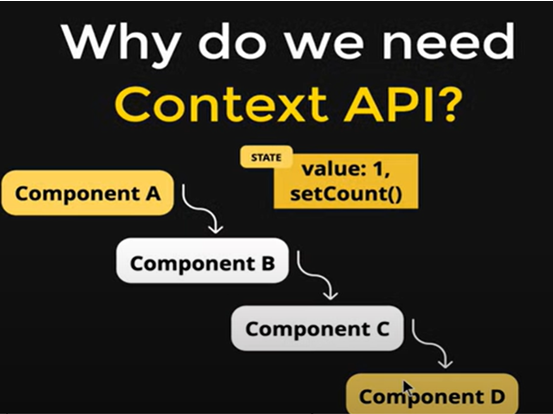 Why do we need
Context API?
STATE
value: 1,
setCount()
Component A
Component B
Component C
Component D